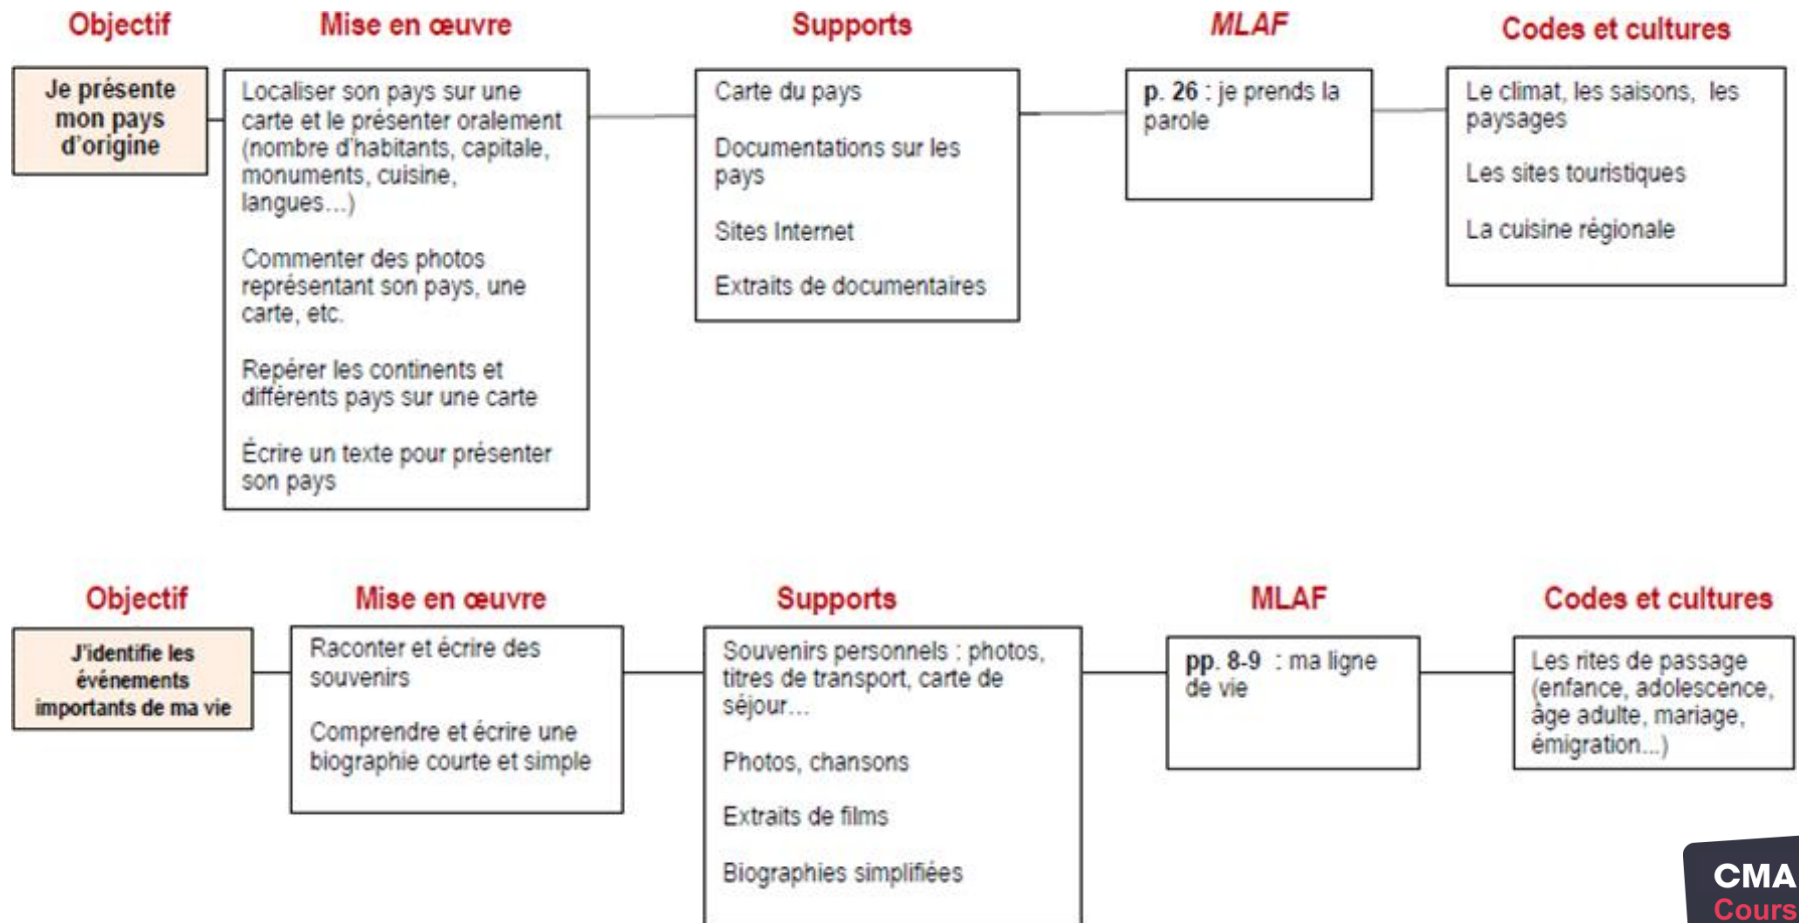 Objectif
Mise en œuvre
Supports
MLAF
Codes et cultures
Je présente
mon pays
d'origine
Localiser son pays sur une
carte et le présenter oralement
(nombre d'habitants, capitale,
monuments, cuisine,
langues...)
Commenter des photos
représentant son pays, une
carte, etc.
Repérer les continents et
différents pays sur une carte
Écrire un texte pour présenter
son pays
Carte du pays
Documentations sur les
pays
Sites Internet
Extraits de documentaires
p. 26 : je prends la
parole
Le climat, les saisons, les
paysages
Les sites touristiques
La cuisine régionale
Objectif
Mise en œuvre
Supports
MLAF
Codes et cultures
J'identifie les
événements
importants de ma vie
Raconter et écrire des
souvenirs
Comprendre et écrire une
biographie courte et simple
Souvenirs personnels : photos,
titres de transport, carte de
séjour...
Photos, chansons
Extraits de films
Biographies simplifiées
pp. 8-9 : ma ligne
de vie
Les rites de passage
(enfance, adolescence,
âge adulte, mariage,
émigration...)
CMA
Cours